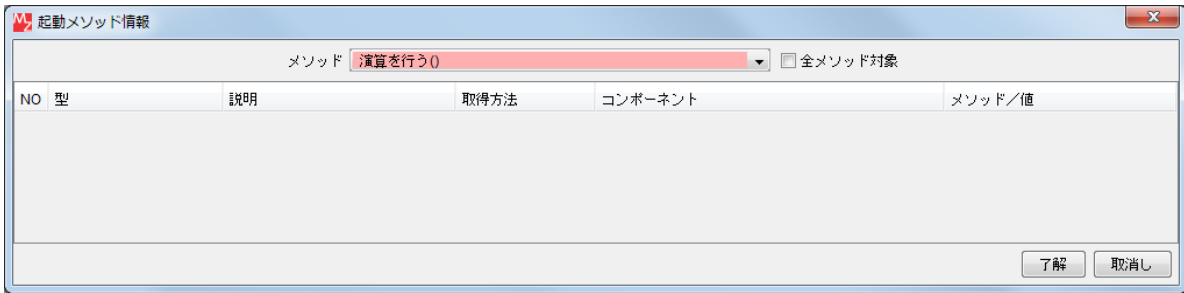 起動メソッド情報
メソッド 演算を行う() 全メソッド対象
NO 型 説明 取得方法 コンポーネント メソッド／値
了解 取消し